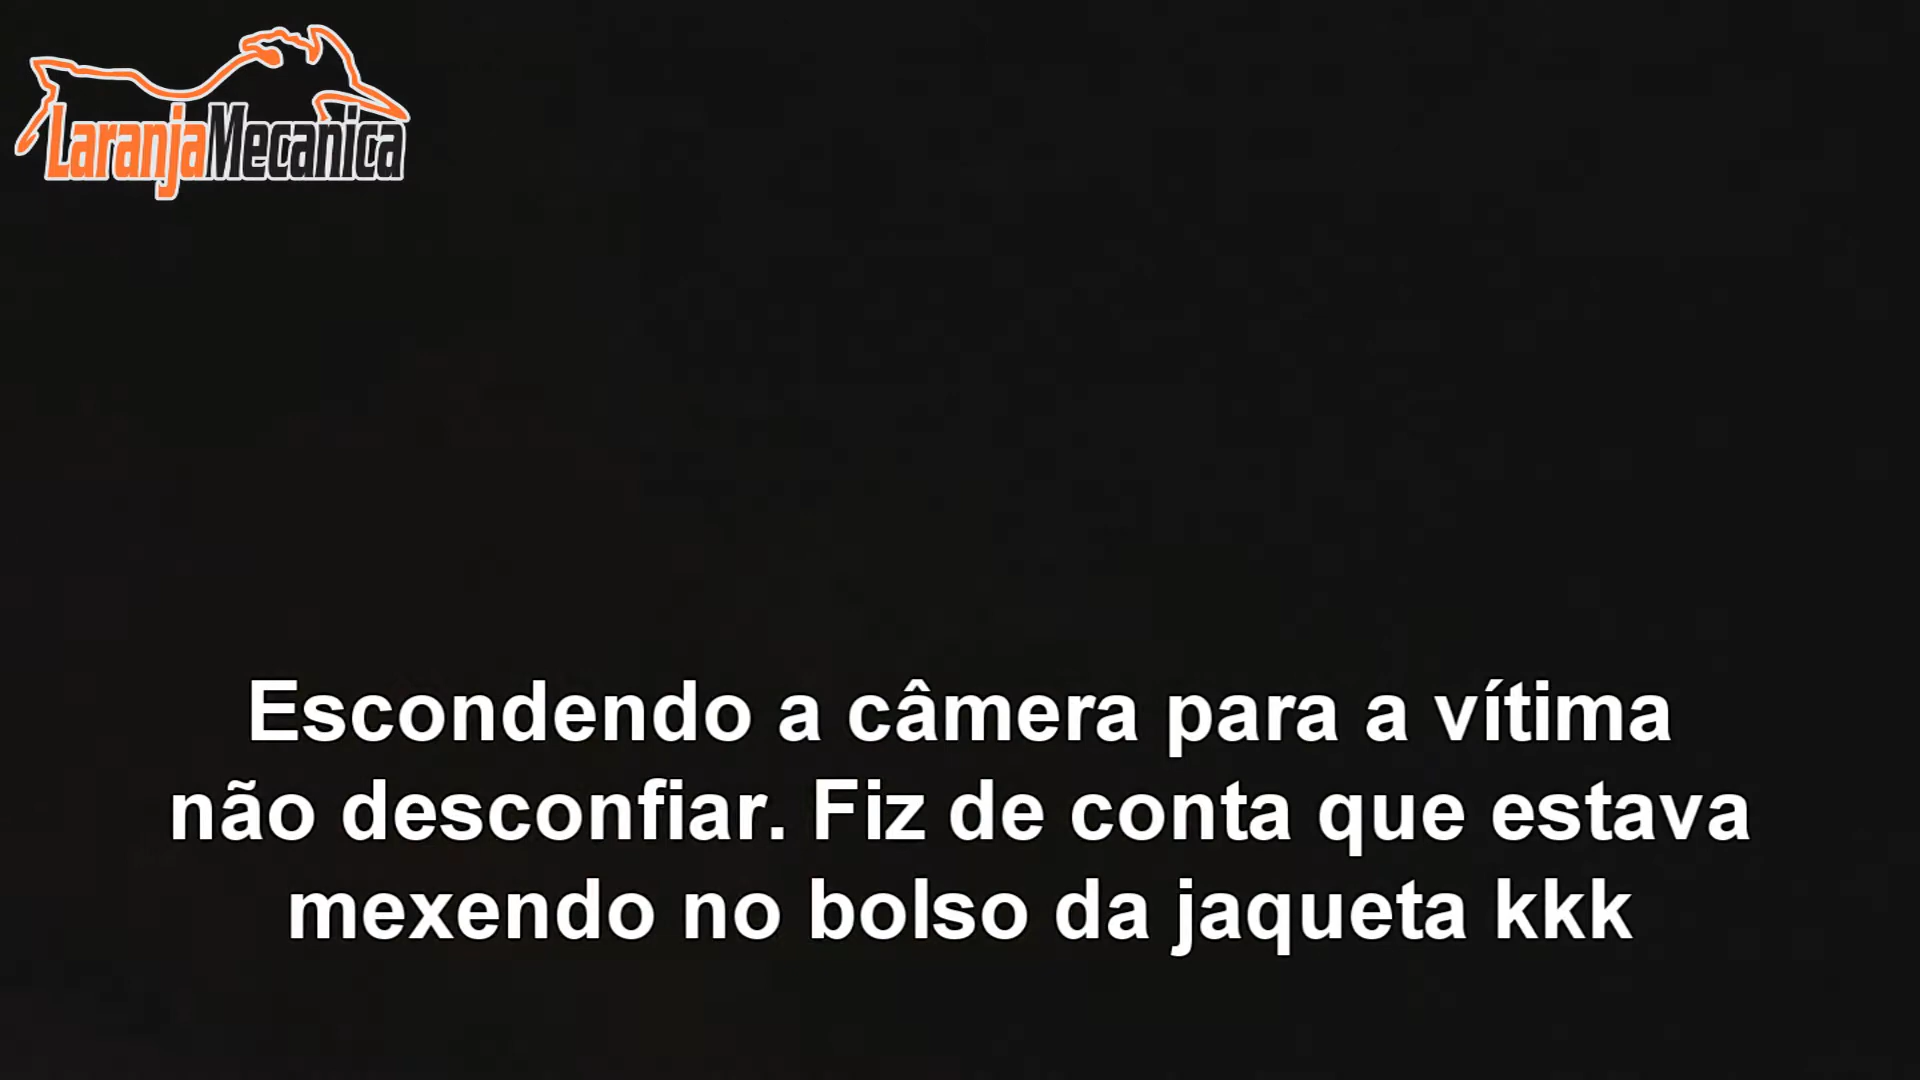 LaranjaMecanica
Escondendo a câmera para a vítima
não desconfiar. Fiz de conta que estava
mexendo no bolso da jaqueta kkk